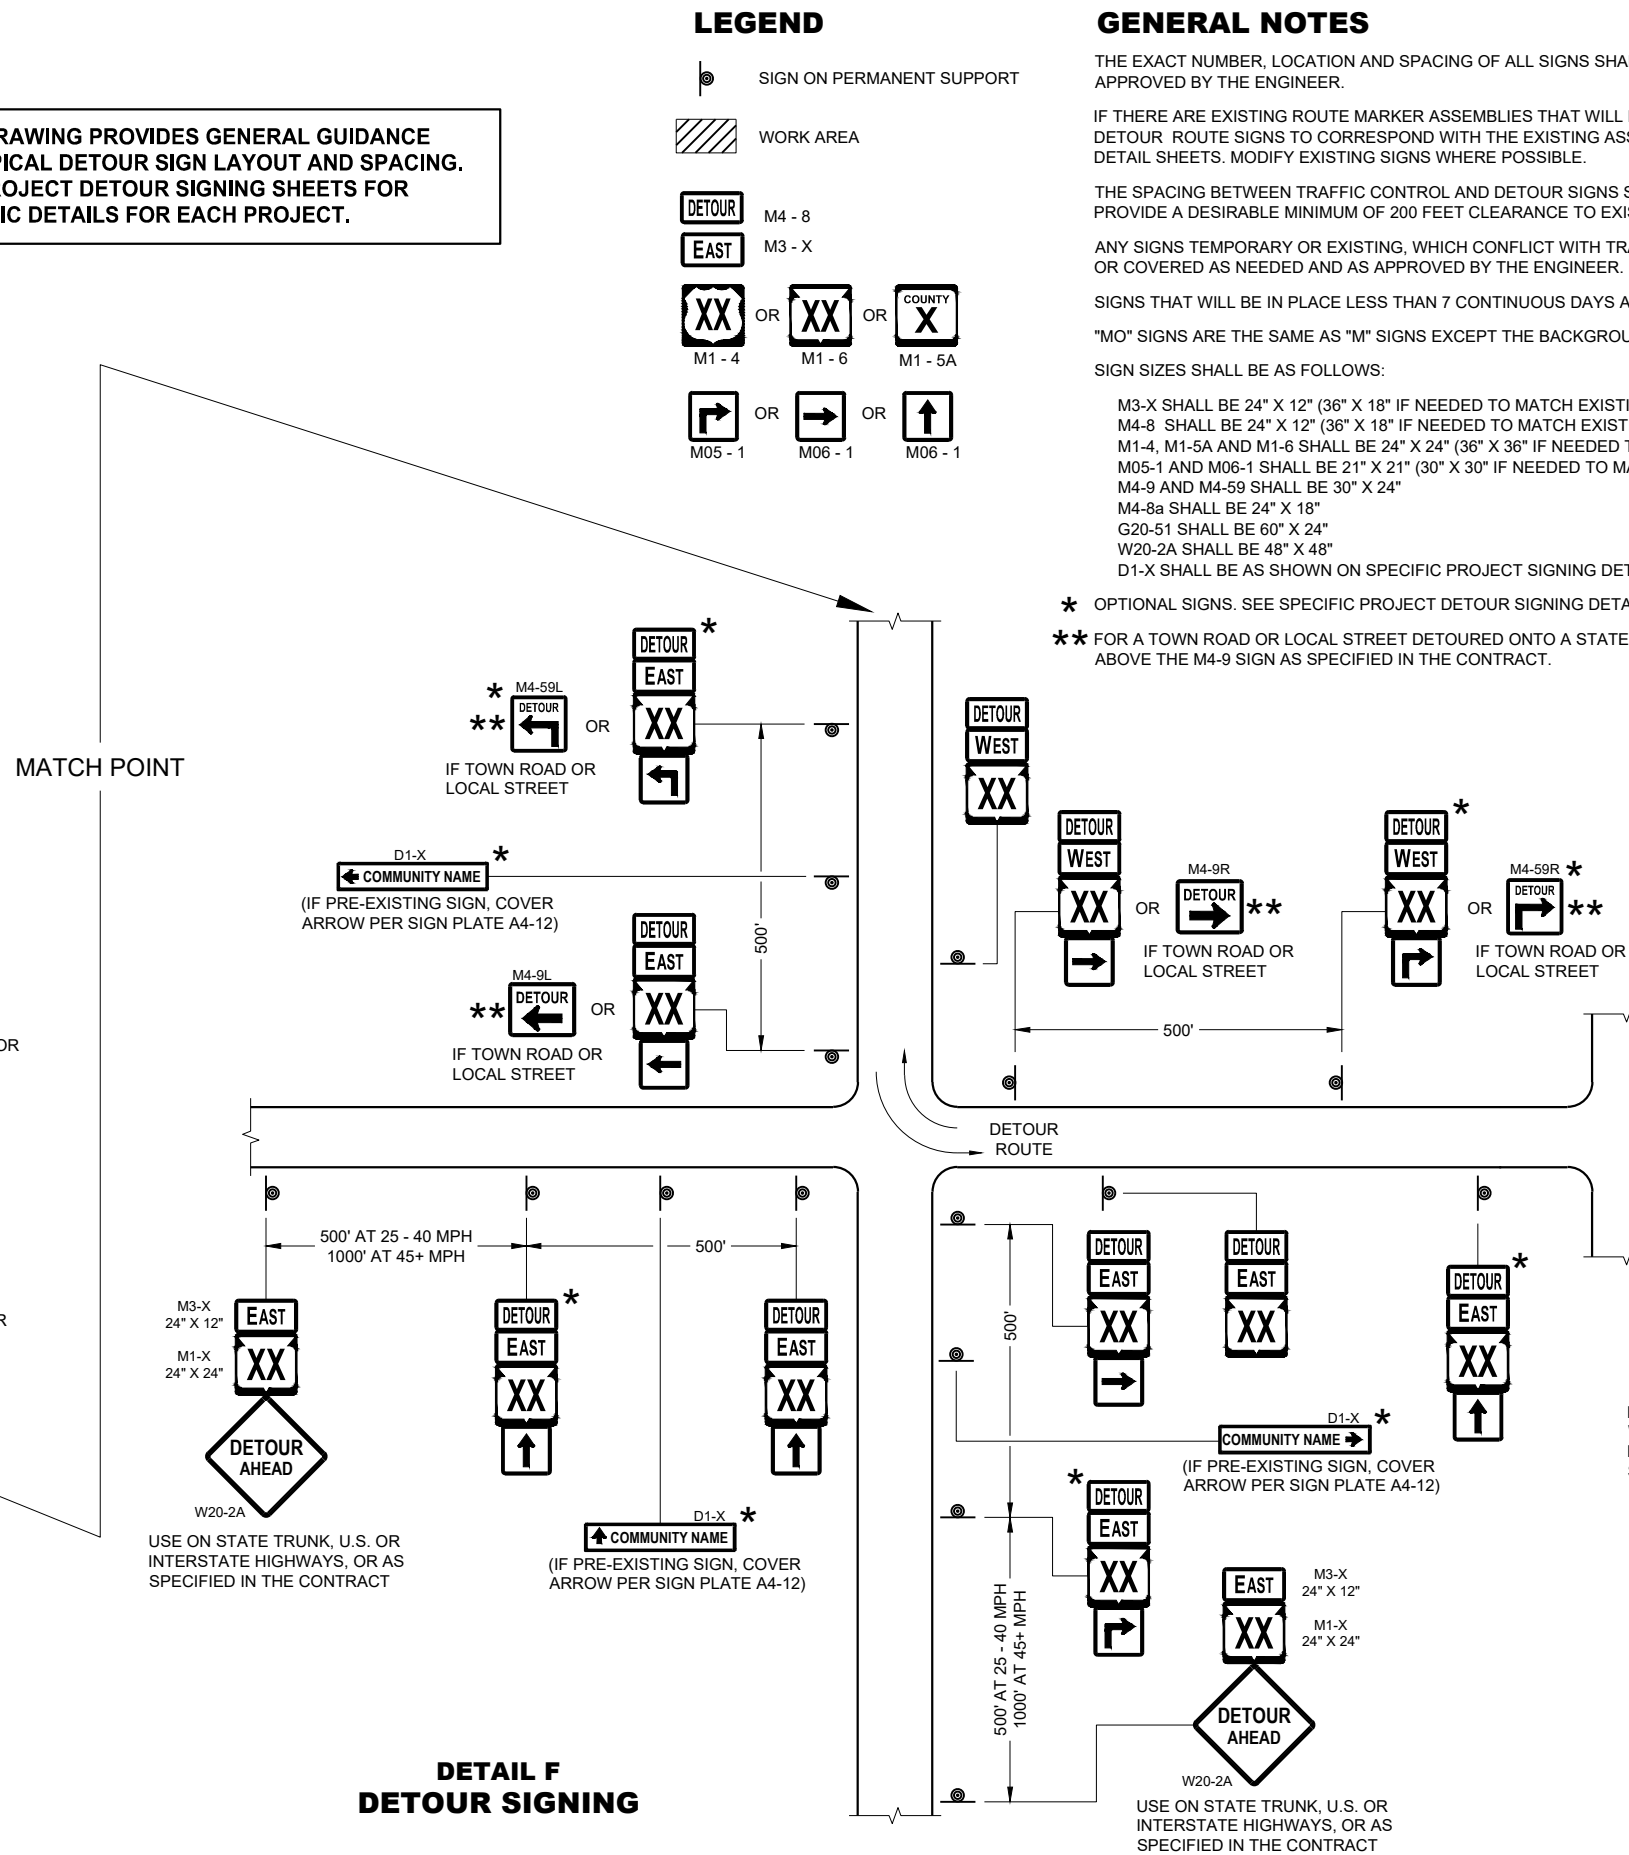 LEGEND
SIGN ON PERMANENT SUPPORT
WORK AREA
DETOUR
M4 - 8
EAST
M3 - X
XX OR XX OR COUNTY X
M1 - 4 M1 - 6 M1 - 5A
OR OR
M05 - 1 M06 - 1 M06 - 1
GENERAL NOTES
THE EXACT NUMBER, LOCATION AND SPACING OF ALL SIGNS
APPROVED BY THE ENGINEER.
IF THERE ARE EXISTING ROUTE MARKER ASSEMBLIES THAT WILL
DETOUR ROUTE SIGNS TO CORRESPOND WITH THE EXISTING
DETAIL SHEETS. MODIFY EXISTING SIGNS WHERE POSSIBLE.
THE SPACING BETWEEN TRAFFIC CONTROL AND DETOUR SIGNS
PROVIDE A DESIRABLE MINIMUM OF 200 FEET CLEARANCE TO
ANY SIGNS TEMPORARY OR EXISTING, WHICH CONFLICT WITH
OR COVERED AS NEEDED AND AS APPROVED BY THE ENGINEER.
SIGNS THAT WILL BE IN PLACE LESS THAN 7 CONTINUOUS DAYS
"MO" SIGNS ARE THE SAME AS "M" SIGNS EXCEPT THE
SIGN SIZES SHALL BE AS FOLLOWS:
M3-X SHALL BE 24" X 12" (36" X 18" IF NEEDED TO MATCH
M4-8 SHALL BE 24" X 12" (36" X 18" IF NEEDED TO MATCH
M1-4, M1-5A AND M1-6 SHALL BE 24" X 24" (36" X 36" IF NEEDED
M05-1 AND M06-1 SHALL BE 21" X 21" (30" X 30" IF NEEDED TO
M4-9 AND M4-59 SHALL BE 30" X 24"
M4-8a SHALL BE 24" X 18"
G20-51 SHALL BE 60" X 24"
W20-2A SHALL BE 48" X 48"
D1-X SHALL BE AS SHOWN ON SPECIFIC PROJECT SIGNING
* OPTIONAL SIGNS. SEE SPECIFIC PROJECT DETOUR SIGNING
** FOR A TOWN ROAD OR LOCAL STREET DETOURED ONTO A STATE
ABOVE THE M4-9 SIGN AS SPECIFIED IN THE CONTRACT.
PROVIDES GENERAL GUIDANCE
DETOUR SIGN LAYOUT AND SPACING.
DETOUR SIGNING SHEETS FOR
DETAILS FOR EACH PROJECT.
MATCH POINT
OR
DETOUR *
EAST
XX
* M4-59L
** DETOUR
OR
IF TOWN ROAD OR
LOCAL STREET
D1-X *
COMMUNITY NAME
(IF PRE-EXISTING SIGN, COVER
ARROW PER SIGN PLATE A4-12)
500'
DETOUR
EAST
XX
M4-9L
** DETOUR
OR
IF TOWN ROAD OR
LOCAL STREET
DETOUR
WEST
XX
DETOUR
WEST
XX
OR
M4-9R
DETOUR **
IF TOWN ROAD OR
LOCAL STREET
DETOUR *
WEST
XX
OR
M4-59R *
DETOUR **
IF TOWN ROAD OR
LOCAL STREET
500'
DETOUR
ROUTE
500' AT 25 - 40 MPH
1000' AT 45+ MPH
500'
M3-X
24" X 12"
EAST
M1-X
24" X 24"
XX
DETOUR
AHEAD
W20-2A
USE ON STATE TRUNK, U.S. OR
INTERSTATE HIGHWAYS, OR AS
SPECIFIED IN THE CONTRACT
DETOUR *
EAST
XX
DETOUR
EAST
XX
D1-X *
COMMUNITY NAME
(IF PRE-EXISTING SIGN, COVER
ARROW PER SIGN PLATE A4-12)
500'
DETOUR
EAST
XX
DETOUR
EAST
XX
DETOUR *
EAST
XX
D1-X *
COMMUNITY NAME
(IF PRE-EXISTING SIGN, COVER
ARROW PER SIGN PLATE A4-12)
* DETOUR
EAST
XX
500' AT 25 - 40 MPH
1000' AT 45+ MPH
EAST
M3-X
24" X 12"
XX
M1-X
24" X 24"
DETOUR
AHEAD
W20-2A
USE ON STATE TRUNK, U.S. OR
INTERSTATE HIGHWAYS, OR AS
SPECIFIED IN THE CONTRACT
DETAIL F
DETOUR SIGNING